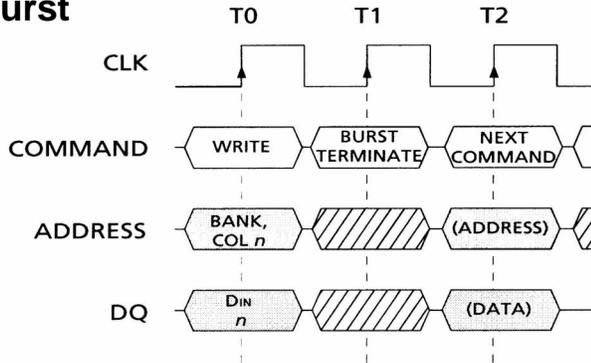 urst
T0 T1 T2
CLK
COMMAND WRITE BURST TERMINATE NEXT COMMAND
ADDRESS BANK, COL n (ADDRESS)
DQ DIN n (DATA)